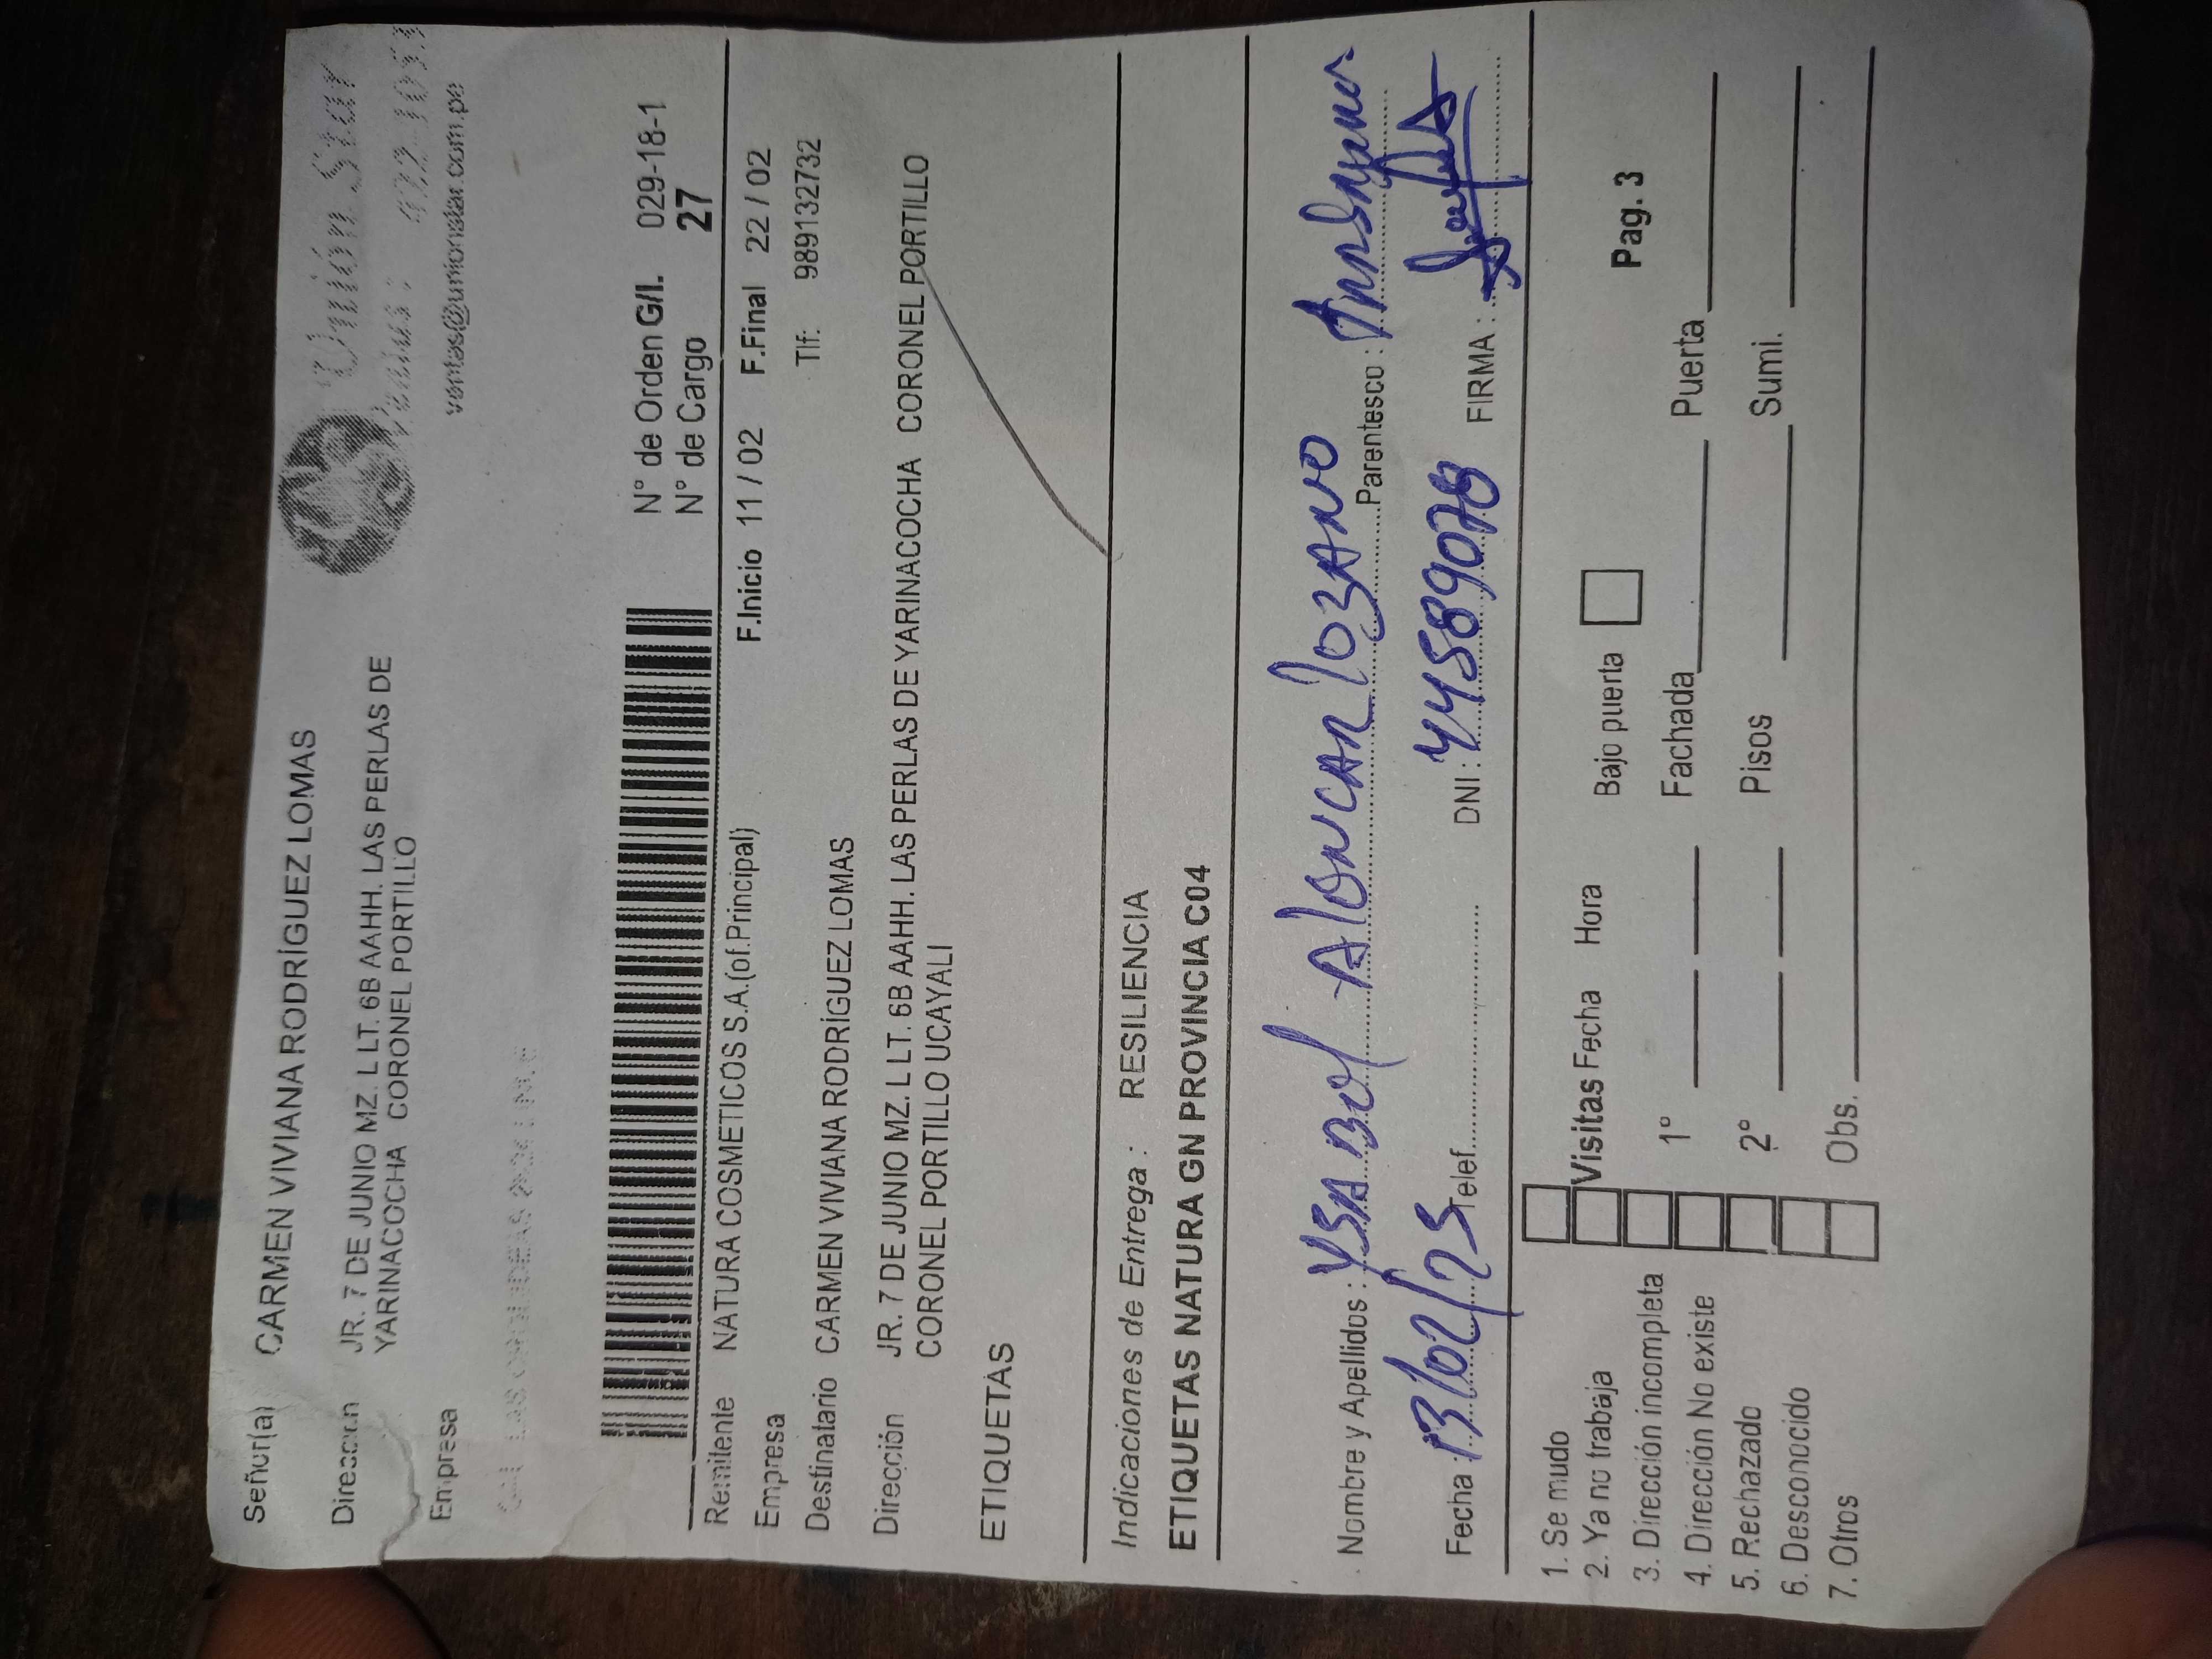 Unión Star
ventas@unionstar.com.pe
Señor(a) CARMEN VIVIANA RODRÍGUEZ LOMAS
Dirección JR. 7 DE JUNIO MZ. L LT. 6B AAHH. LAS PERLAS DE
YARINACOCHA CORONEL PORTILLO
Empresa
N° de Orden G/I. 029-18-1
N° de Cargo 27
Remitente NATURA COSMETICOS S.A.(of.Principal) F.Inicio 11 / 02 F.Final 22 / 02
Empresa
Destinatario CARMEN VIVIANA RODRÍGUEZ LOMAS Tlf: 989132732
Dirección JR. 7 DE JUNIO MZ. L LT. 6B AAHH. LAS PERLAS DE YARINACOCHA CORONEL PORTILLO
CORONEL PORTILLO UCAYALI
ETIQUETAS
Indicaciones de Entrega : RESILIENCIA
ETIQUETAS NATURA GN PROVINCIA C04
Nombre y Apellidos : YSABEL Parentesco :
Fecha : 13/02/25 Telef. DNI : FIRMA :
1. Se mudo
2. Ya no trabaja Visitas Fecha Hora Bajo puerta Pag. 3
3. Dirección incompleta
4. Dirección No existe 1° Fachada Puerta
5. Rechazado
6. Desconocido 2° Pisos Sumi.
7. Otros Obs.